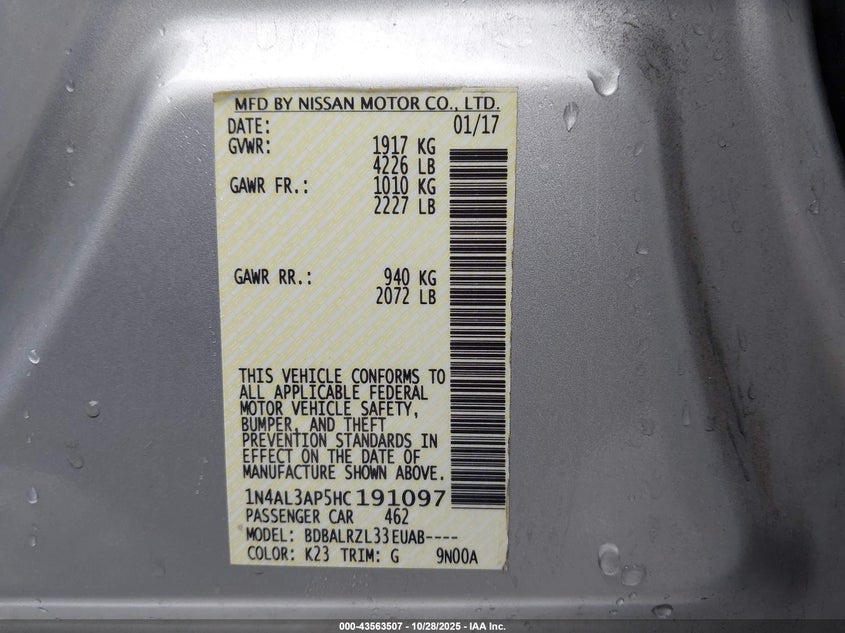 MFD BY NISSAN MOTOR CO., LTD.
DATE: 01/17
GVWR: 1917 KG
4226 LB
GAWR FR.: 1010 KG
2227 LB
GAWR RR.: 940 KG
2072 LB
THIS VEHICLE CONFORMS TO
ALL APPLICABLE FEDERAL
MOTOR VEHICLE SAFETY,
BUMPER, AND THEFT
PREVENTION STANDARDS IN
EFFECT ON THE DATE OF
MANUFACTURE SHOWN ABOVE.
1N4AL3AP5HC191097
PASSENGER CAR 462
MODEL: BDBALRZL33EUAB----
COLOR: K23 TRIM: G 9N00A
000-43563507 - 10/28/2025 - IAA Inc.